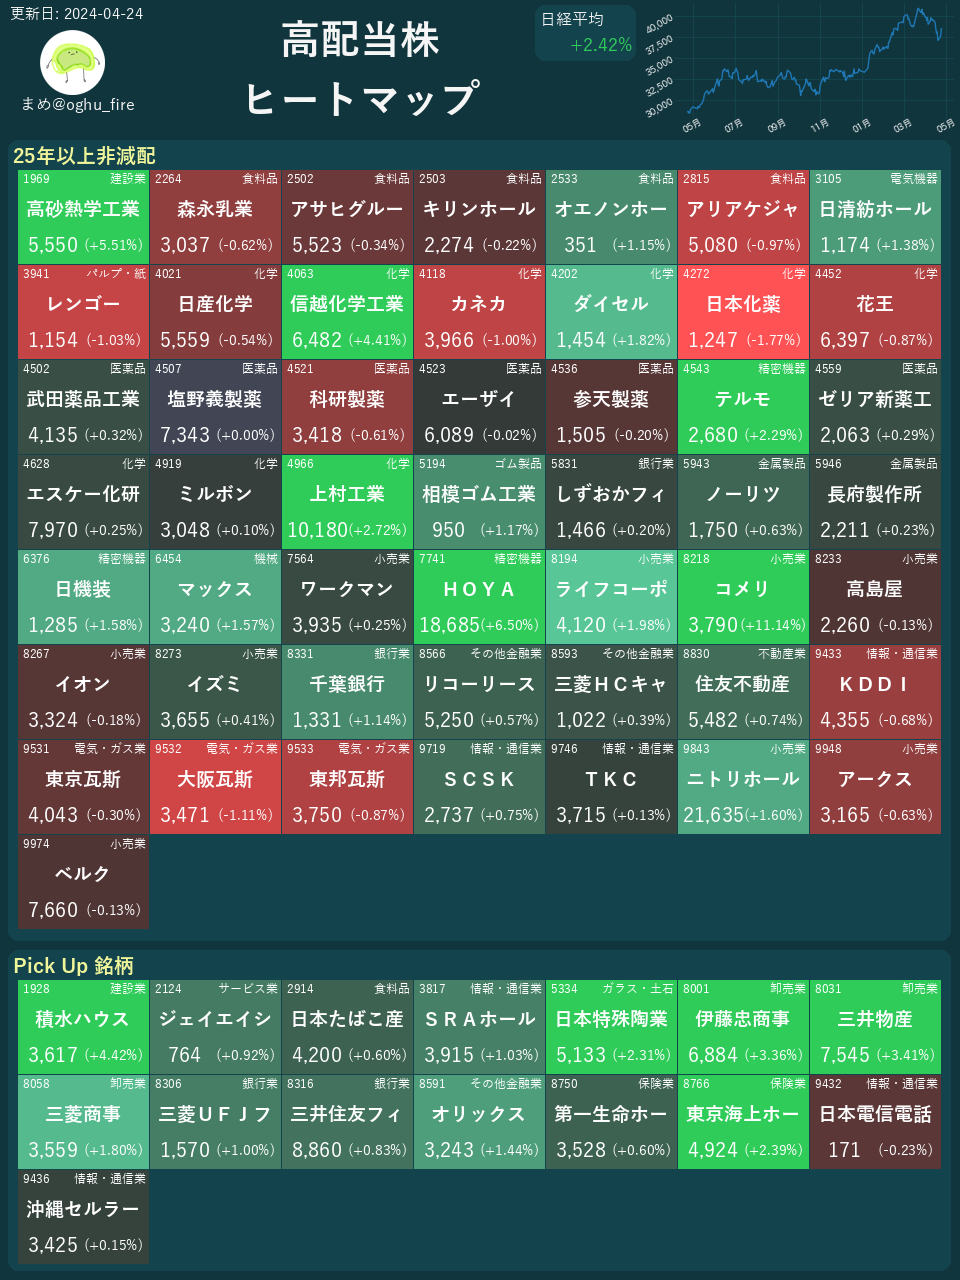 更新日: 2024-04-24
まめ@oghu_fire
高配当株
ヒートマップ
日経平均
+2.42%
40,000
37,500
35,000
32,500
30,000
05月 07月 09月 11月 01月 03月 05月
25年以上非減配
1969 建設業 2264 食料品 2502 食料品 2503 食料品 2533 食料品 2815 食料品 3105 電気機器
高砂熱学工業 森永乳業 アサヒグルー キリンホール オエノンホー アリアケジャ 日清紡ホール
5,550 (+5.51%) 3,037 (-0.62%) 5,523 (-0.34%) 2,274 (-0.22%) 351 (+1.15%) 5,080 (-0.97%) 1,174 (+1.38%)
3941 パルプ・紙 4021 化学 4063 化学 4118 化学 4202 化学 4272 化学 4452 化学
レンゴー 日産化学 信越化学工業 カネカ ダイセル 日本化薬 花王
1,154 (-1.03%) 5,559 (-0.54%) 6,482 (+4.41%) 3,966 (-1.00%) 1,454 (+1.82%) 1,247 (-1.77%) 6,397 (-0.87%)
4502 医薬品 4507 医薬品 4521 医薬品 4523 医薬品 4536 医薬品 4543 精密機器 4559 医薬品
武田薬品工業 塩野義製薬 科研製薬 エーザイ 参天製薬 テルモ ゼリア新薬工
4,135 (+0.32%) 7,343 (+0.00%) 3,418 (-0.61%) 6,089 (-0.02%) 1,505 (-0.20%) 2,680 (+2.29%) 2,063 (+0.29%)
4628 化学 4919 化学 4966 化学 5194 ゴム製品 5831 銀行業 5943 金属製品 5946 金属製品
エスケー化研 ミルボン 上村工業 相模ゴム工業 しずおかフィ ノーリツ 長府製作所
7,970 (+0.25%) 3,048 (+0.10%) 10,180(+2.72%) 950 (+1.17%) 1,466 (+0.20%) 1,750 (+0.63%) 2,211 (+0.23%)
6376 精密機器 6454 機械 7564 小売業 7741 精密機器 8194 小売業 8218 小売業 8233 小売業
日機装 マックス ワークマン ＨＯＹＡ ライフコーポ コメリ 高島屋
1,285 (+1.58%) 3,240 (+1.57%) 3,935 (+0.25%) 18,685(+6.50%) 4,120 (+1.98%) 3,790(+11.14%) 2,260 (-0.13%)
8267 小売業 8273 小売業 8331 銀行業 8566 その他金融業 8593 その他金融業 8830 不動産業 9433 情報・通信業
イオン イズミ 千葉銀行 リコーリース 三菱ＨＣキャ 住友不動産 ＫＤＤＩ
3,324 (-0.18%) 3,655 (+0.41%) 1,331 (+1.14%) 5,250 (+0.57%) 1,022 (+0.39%) 5,482 (+0.74%) 4,355 (-0.68%)
9531 電気・ガス業 9532 電気・ガス業 9533 電気・ガス業 9719 情報・通信業 9746 情報・通信業 9843 小売業 9948 小売業
東京瓦斯 大阪瓦斯 東邦瓦斯 ＳＣＳＫ ＴＫＣ ニトリホール アークス
4,043 (-0.30%) 3,471 (-1.11%) 3,750 (-0.87%) 2,737 (+0.75%) 3,715 (+0.13%) 21,635(+1.60%) 3,165 (-0.63%)
9974 小売業
ベルク
7,660 (-0.13%)
Pick Up 銘柄
1928 建設業 2124 サービス業 2914 食料品 3817 情報・通信業 5334 ガラス・土石 8001 卸売業 8031 卸売業
積水ハウス ジェイエイシ 日本たばこ産 ＳＲＡホール 日本特殊陶業 伊藤忠商事 三井物産
3,617 (+4.42%) 764 (+0.92%) 4,200 (+0.60%) 3,915 (+1.03%) 5,133 (+2.31%) 6,884 (+3.36%) 7,545 (+3.41%)
8058 卸売業 8306 銀行業 8316 銀行業 8591 その他金融業 8750 保険業 8766 保険業 9432 情報・通信業
三菱商事 三菱ＵＦＪフ 三井住友フィ オリックス 第一生命ホー 東京海上ホー 日本電信電話
3,559 (+1.80%) 1,570 (+1.00%) 8,860 (+0.83%) 3,243 (+1.44%) 3,528 (+0.60%) 4,924 (+2.39%) 171 (-0.23%)
9436 情報・通信業
沖縄セルラー
3,425 (+0.15%)